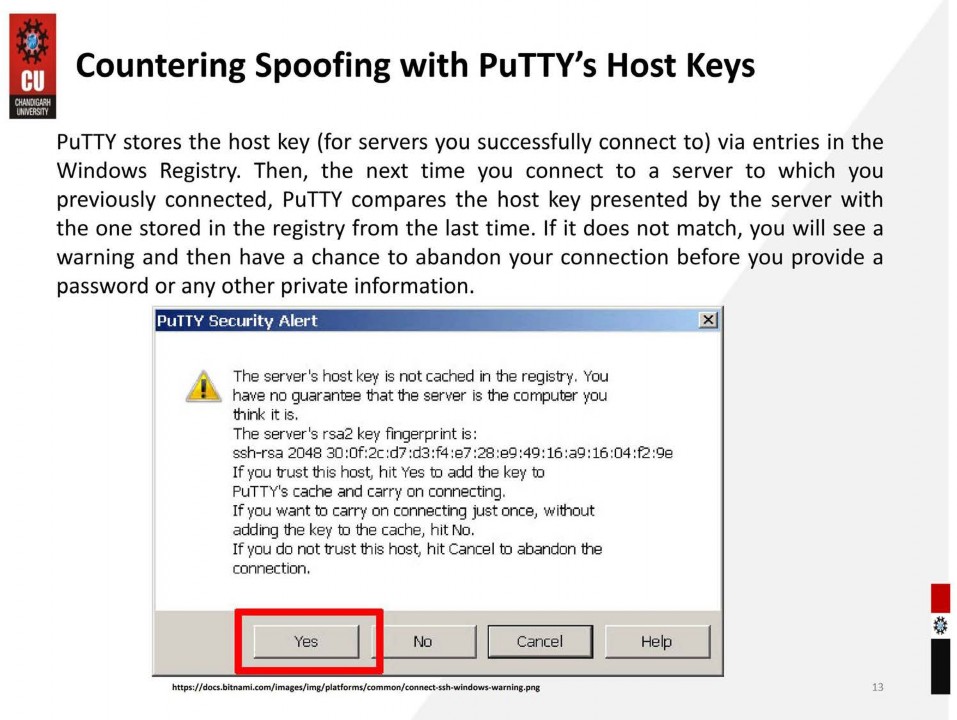 CU
CHANDIGARH
UNIVERSITY
Countering Spoofing with PuTTY's Host Keys
PuTTY stores the host key (for servers you successfully connect to) via entries in the
Windows Registry. Then, the next time you connect to a server to which you
previously connected, PuTTY compares the host key presented by the server with
the one stored in the registry from the last time. If it does not match, you will see a
warning and then have a chance to abandon your connection before you provide a
password or any other private information.
PuTTY Security Alert
The server's host key is not cached in the registry. You
have no guarantee that the server is the computer you
think it is.
The server's rsa2 key fingerprint is:
ssh-rsa 2048 30:0f:2c:d7:d3:f4:e7:28:e9:49:16:a9:16:04:f2:9e
If you trust this host, hit Yes to add the key to
PuTTY's cache and carry on connecting.
If you want to carry on connecting just once, without
adding the key to the cache, hit No.
If you do not trust this host, hit Cancel to abandon the
connection.
Yes No Cancel Help
https://docs.bitnami.com/images/img/platforms/common/connect-ssh-windows-warning.png
13